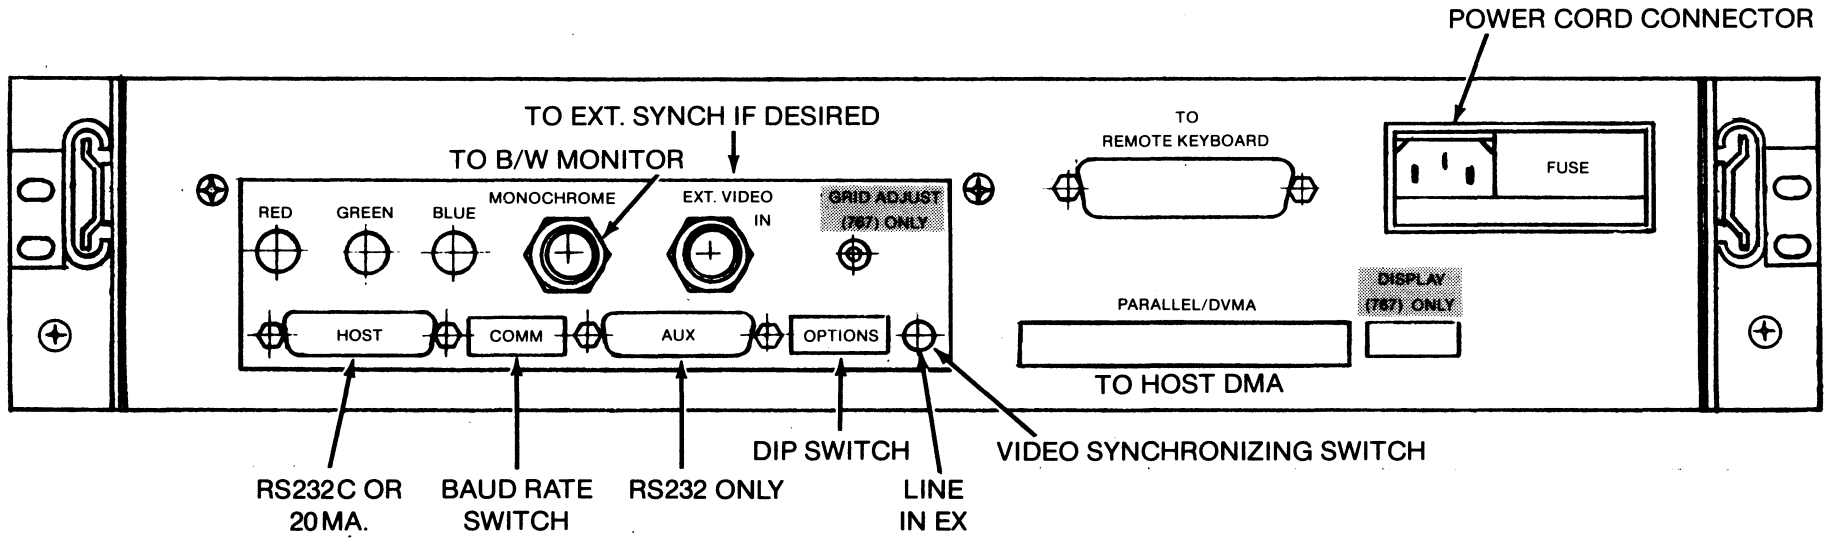 POWER CORD CONNECTOR
TO EXT. SYNCH IF DESIRED
TO B/W MONITOR
TO
REMOTE KEYBOARD
FUSE
RED
GREEN
BLUE
MONOCHROME
EXT. VIDEO
IN
GRID ADJUST
(767) ONLY
DISPLAY
(767) ONLY
PARALLEL/DVMA
HOST
COMM
AUX
OPTIONS
TO HOST DMA
DIP SWITCH
VIDEO SYNCHRONIZING SWITCH
RS232C OR
20MA.
BAUD RATE
SWITCH
RS232 ONLY
LINE
IN EX